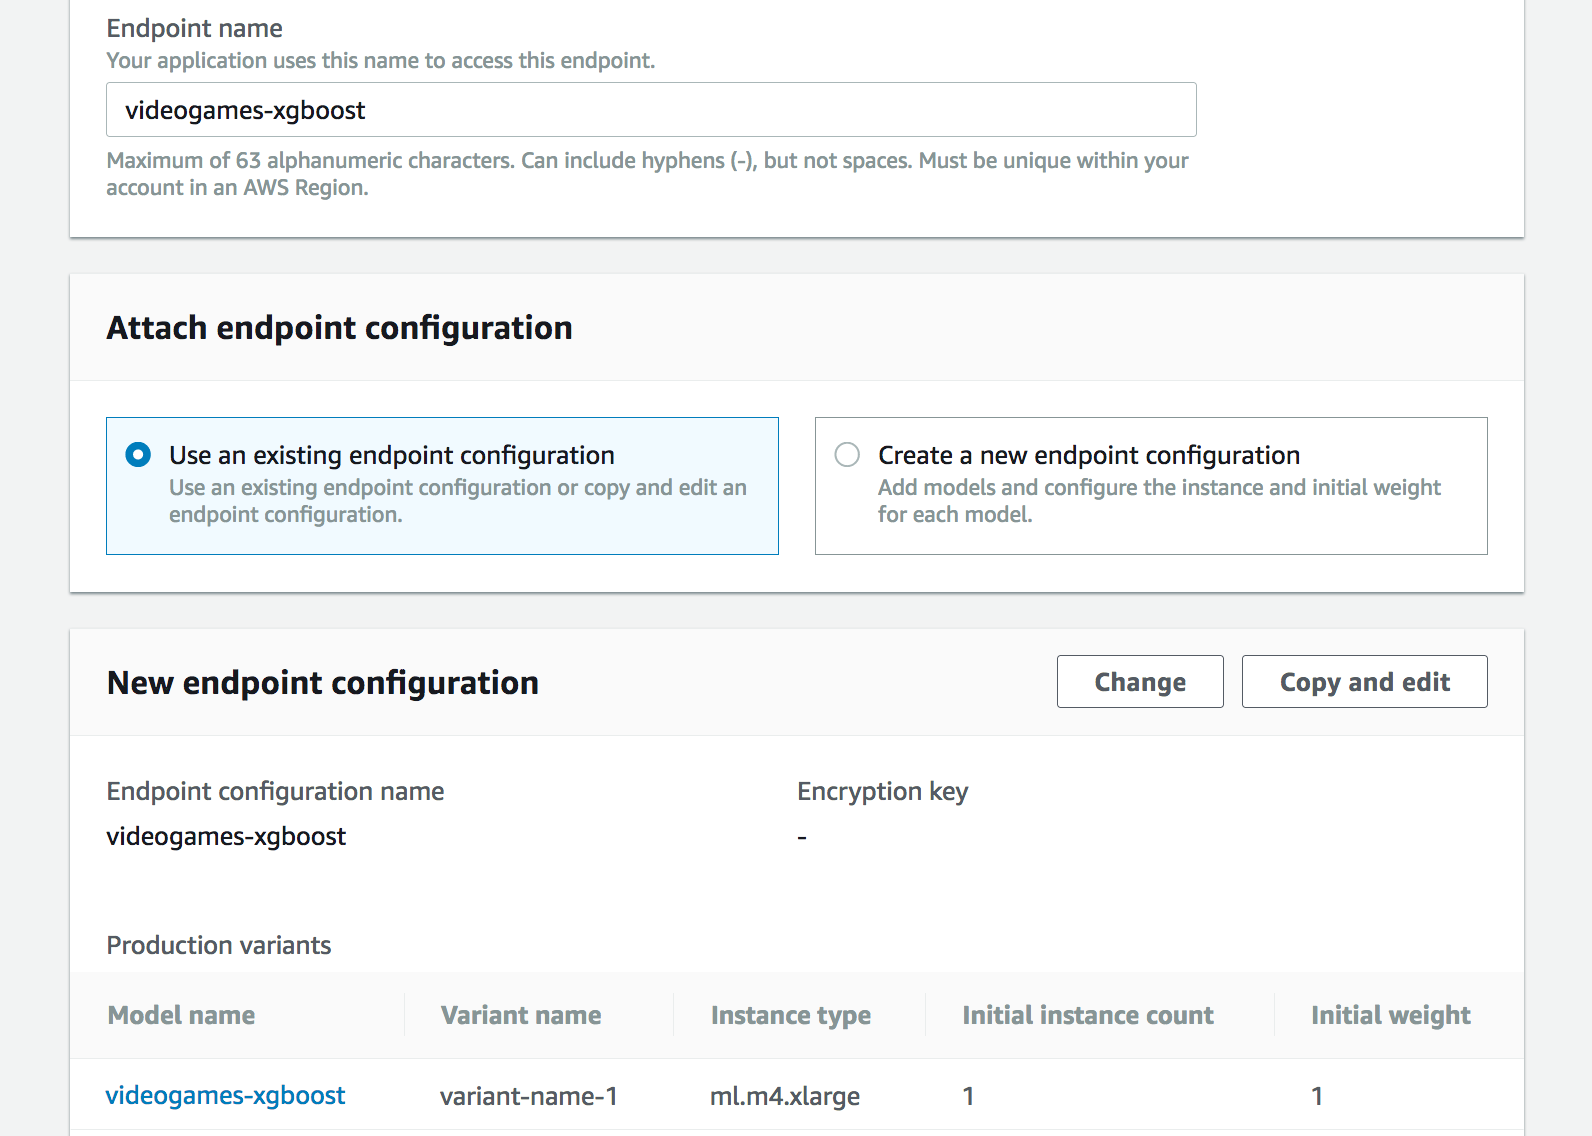 Endpoint name
Your application uses this name to access this endpoint.
videogames-xgboost
Maximum of 63 alphanumeric characters. Can include hyphens (-), but not spaces. Must be unique within your
account in an AWS Region.
Attach endpoint configuration
Use an existing endpoint configuration
Use an existing endpoint configuration or copy and edit an
endpoint configuration.
Create a new endpoint configuration
Add models and configure the instance and initial weight
for each model.
New endpoint configuration
Change
Copy and edit
Endpoint configuration name
videogames-xgboost
Encryption key
-
Production variants
Model name Variant name Instance type Initial instance count Initial weight
videogames-xgboost variant-name-1 ml.m4.xlarge 1 1